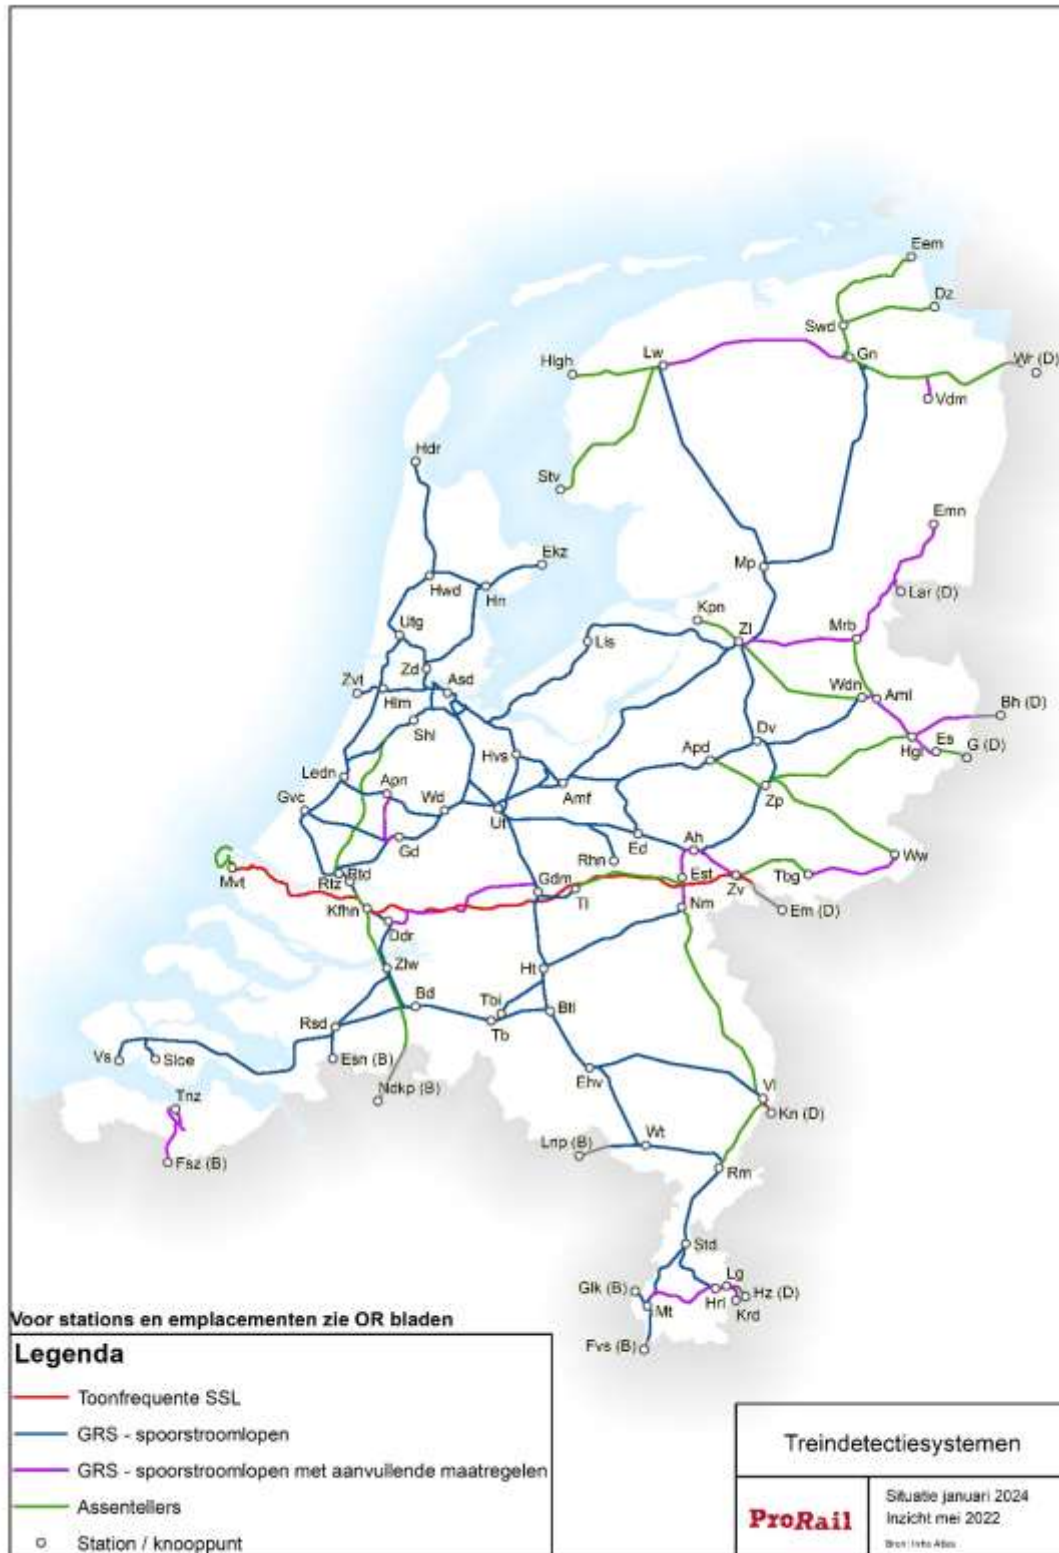 Eem
Dz
Swd
Gn
Wr (D)
Vdm
Hlgh
Lw
Stv
Hdr
Emn
Ekz
Mp
Hwd
Hn
Lar (D)
Kpn
Utg
Lls
Zl
Mrb
Zd
Zvt
Asd
Hlm
Wdn
Aml
Bh (D)
Shl
Hvs
Dv
Apd
Hgl
Es
G (D)
Ledn
Apn
Gvc
Wd
Amf
Zp
Ut
Gd
Ed
Ah
Rhn
Ww
Mvt
Rtd
Rtz
Gdm
Est
Tbg
Tl
Zv
Kfhn
Nm
Em (D)
Ddr
Zlw
Ht
Bd
Tbi
Btl
Rsd
Tb
Vs
Sloe
Esn (B)
Ehv
Ndkp (B)
Vl
Tnz
Kn (D)
Lnp (B)
Wt
Fsz (B)
Rm
Std
Lg
Glk (B)
Hz (D)
Mt
Hrl
Krd
Fvs (B)
Voor stations en emplacementen zie OR bladen
Legenda
Toonfrequente SSL
GRS - spoorstroomlopen
GRS - spoorstroomlopen met aanvullende maatregelen
Assentellers
Station / knooppunt
Treindetectiesystemen
ProRail
Situatie januari 2024
Inzicht mei 2022
Bron: Infra Atlas